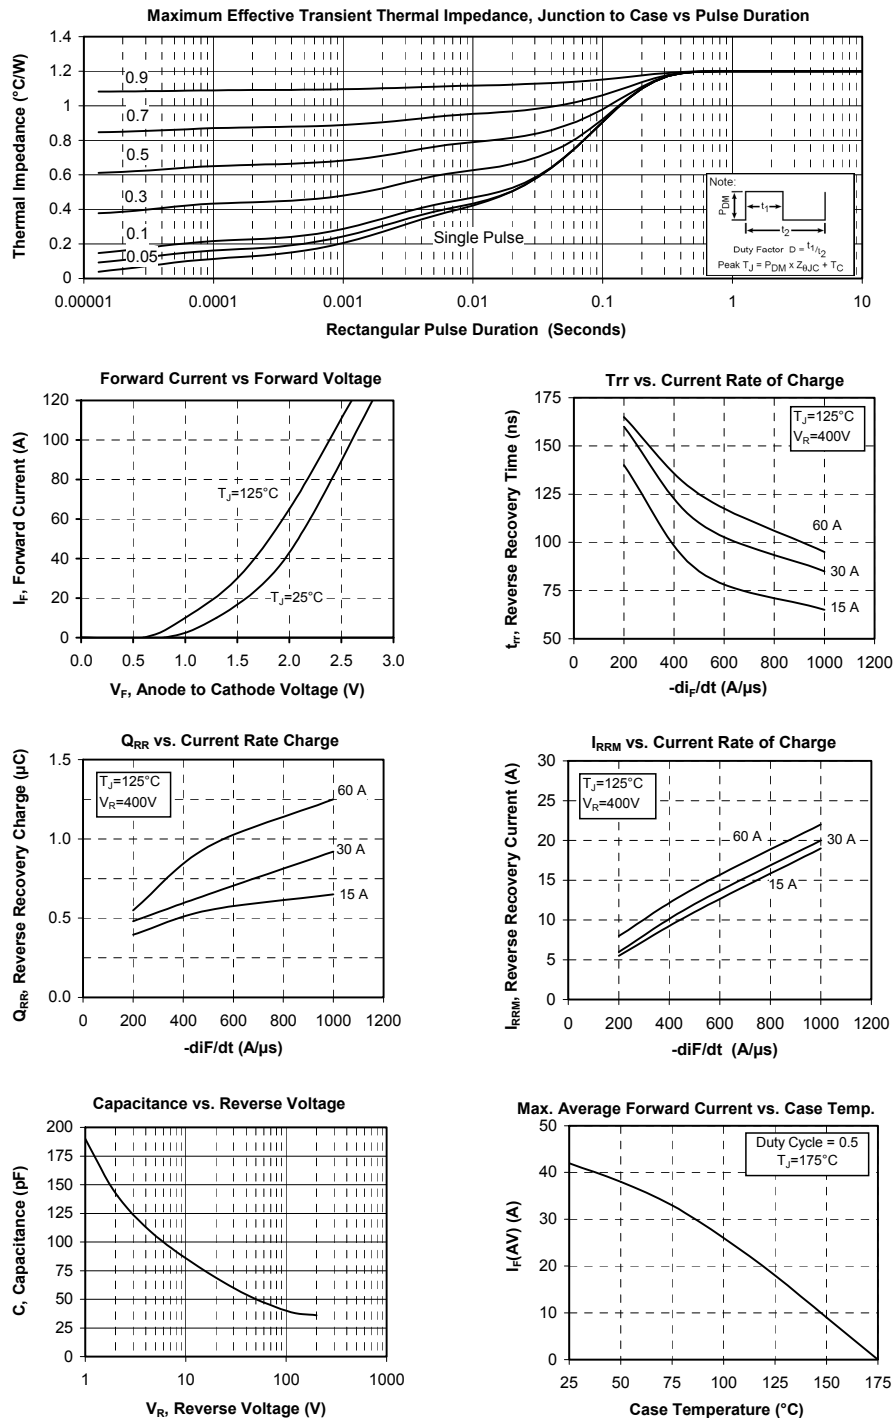 Maximum Effective Transient Thermal Impedance, Junction to Case vs Pulse Duration
Thermal Impedance (°C/W)
1.4
1.2
1
0.8
0.6
0.4
0.2
0
0.9
0.7
0.5
0.3
0.1
0.05
Single Pulse
Note:
PDM
t1
t2
Duty Factor D = t1/t2
Peak TJ = PDM x ZθJC + TC
0.00001 0.0001 0.001 0.01 0.1 1 10
Rectangular Pulse Duration (Seconds)
Forward Current vs Forward Voltage
IF, Forward Current (A)
120
100
80
60
40
20
0
TJ=125°C
TJ=25°C
0.0 0.5 1.0 1.5 2.0 2.5 3.0
VF, Anode to Cathode Voltage (V)
Trr vs. Current Rate of Charge
trr, Reverse Recovery Time (ns)
175
150
125
100
75
50
TJ=125°C
VR=400V
60 A
30 A
15 A
0 200 400 600 800 1000 1200
-diF/dt (A/µs)
QRR vs. Current Rate Charge
QRR, Reverse Recovery Charge (µC)
1.5
1.0
0.5
0.0
TJ=125°C
VR=400V
60 A
30 A
15 A
0 200 400 600 800 1000 1200
-diF/dt (A/µs)
IRRM vs. Current Rate of Charge
IRRM, Reverse Recovery Current (A)
30
25
20
15
10
5
0
TJ=125°C
VR=400V
60 A
30 A
15 A
0 200 400 600 800 1000 1200
-diF/dt (A/µs)
Capacitance vs. Reverse Voltage
C, Capacitance (pF)
200
175
150
125
100
75
50
25
0
1 10 100 1000
VR, Reverse Voltage (V)
Max. Average Forward Current vs. Case Temp.
IF(AV) (A)
50
40
30
20
10
0
Duty Cycle = 0.5
TJ=175°C
25 50 75 100 125 150 175
Case Temperature (°C)